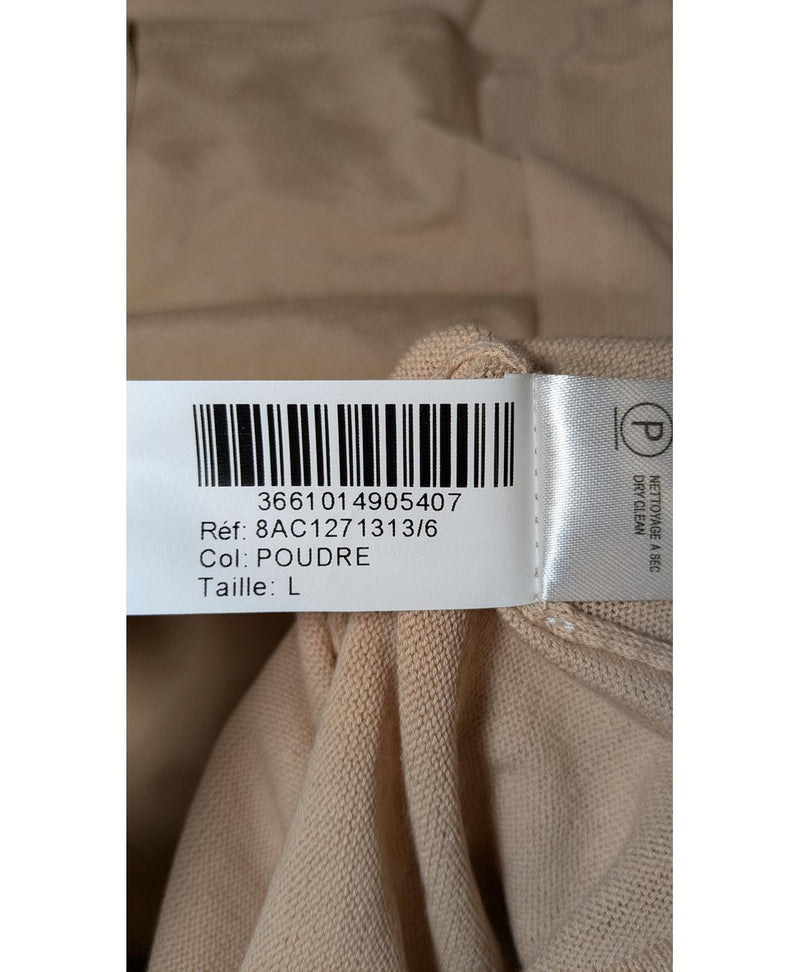 3661014905407
Réf: 8AC1271313/6
Col: POUDRE
Taille: L
P
NETTOYAGE A SEC
DRY CLEAN